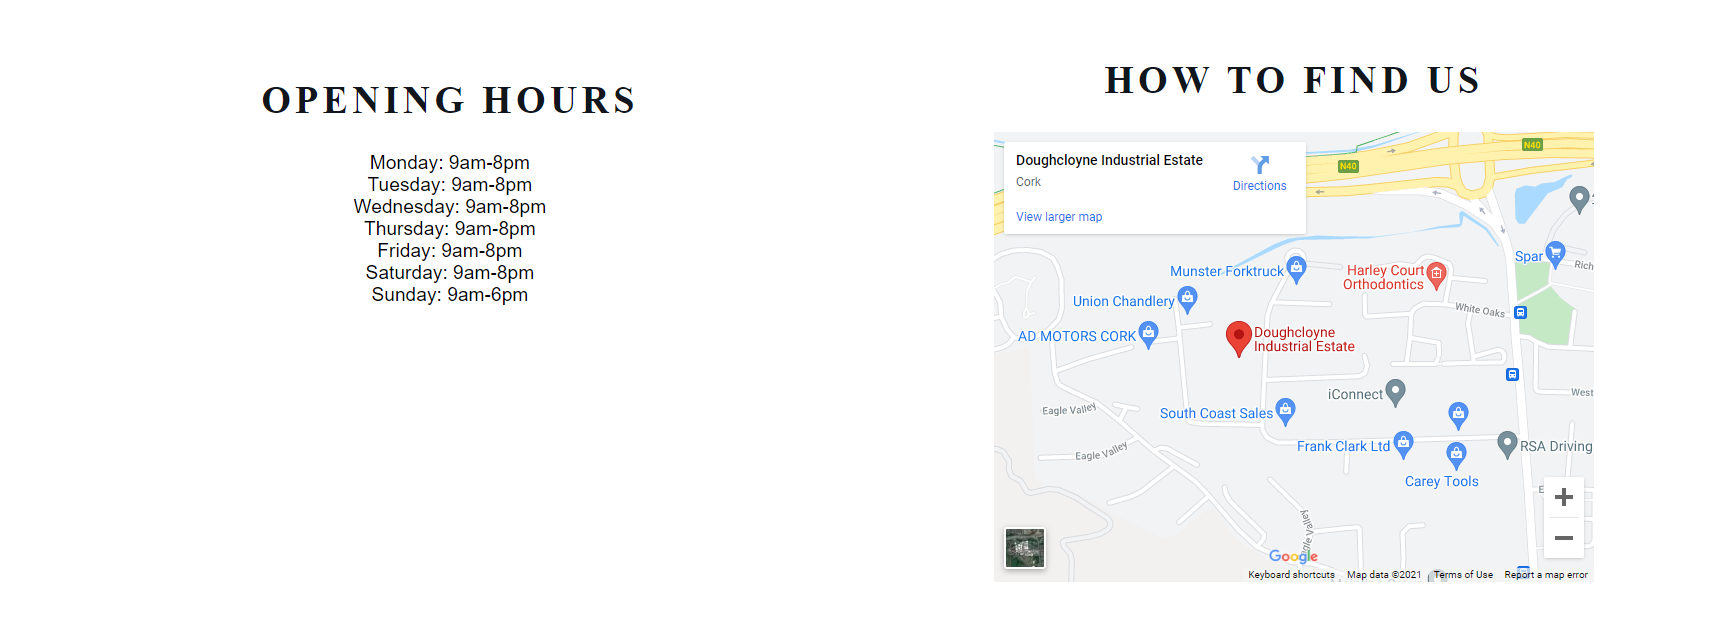 OPENING HOURS
Monday: 9am-8pm
Tuesday: 9am-8pm
Wednesday: 9am-8pm
Thursday: 9am-8pm
Friday: 9am-8pm
Saturday: 9am-8pm
Sunday: 9am-6pm
HOW TO FIND US
Doughcloyne Industrial Estate
Cork
Directions
View larger map
N40
N40
Munster Forktruck
Harley Court
Orthodontics
Spar
Rich
Union Chandlery
White Oaks
AD MOTORS CORK
Doughcloyne
Industrial Estate
iConnect
West
Eagle Valley
South Coast Sales
Frank Clark Ltd
RSA Driving
Eagle Valley
Carey Tools
E
Eagle Valley
Google
Keyboard shortcuts
Map data ©2021
Terms of Use
Report a map error